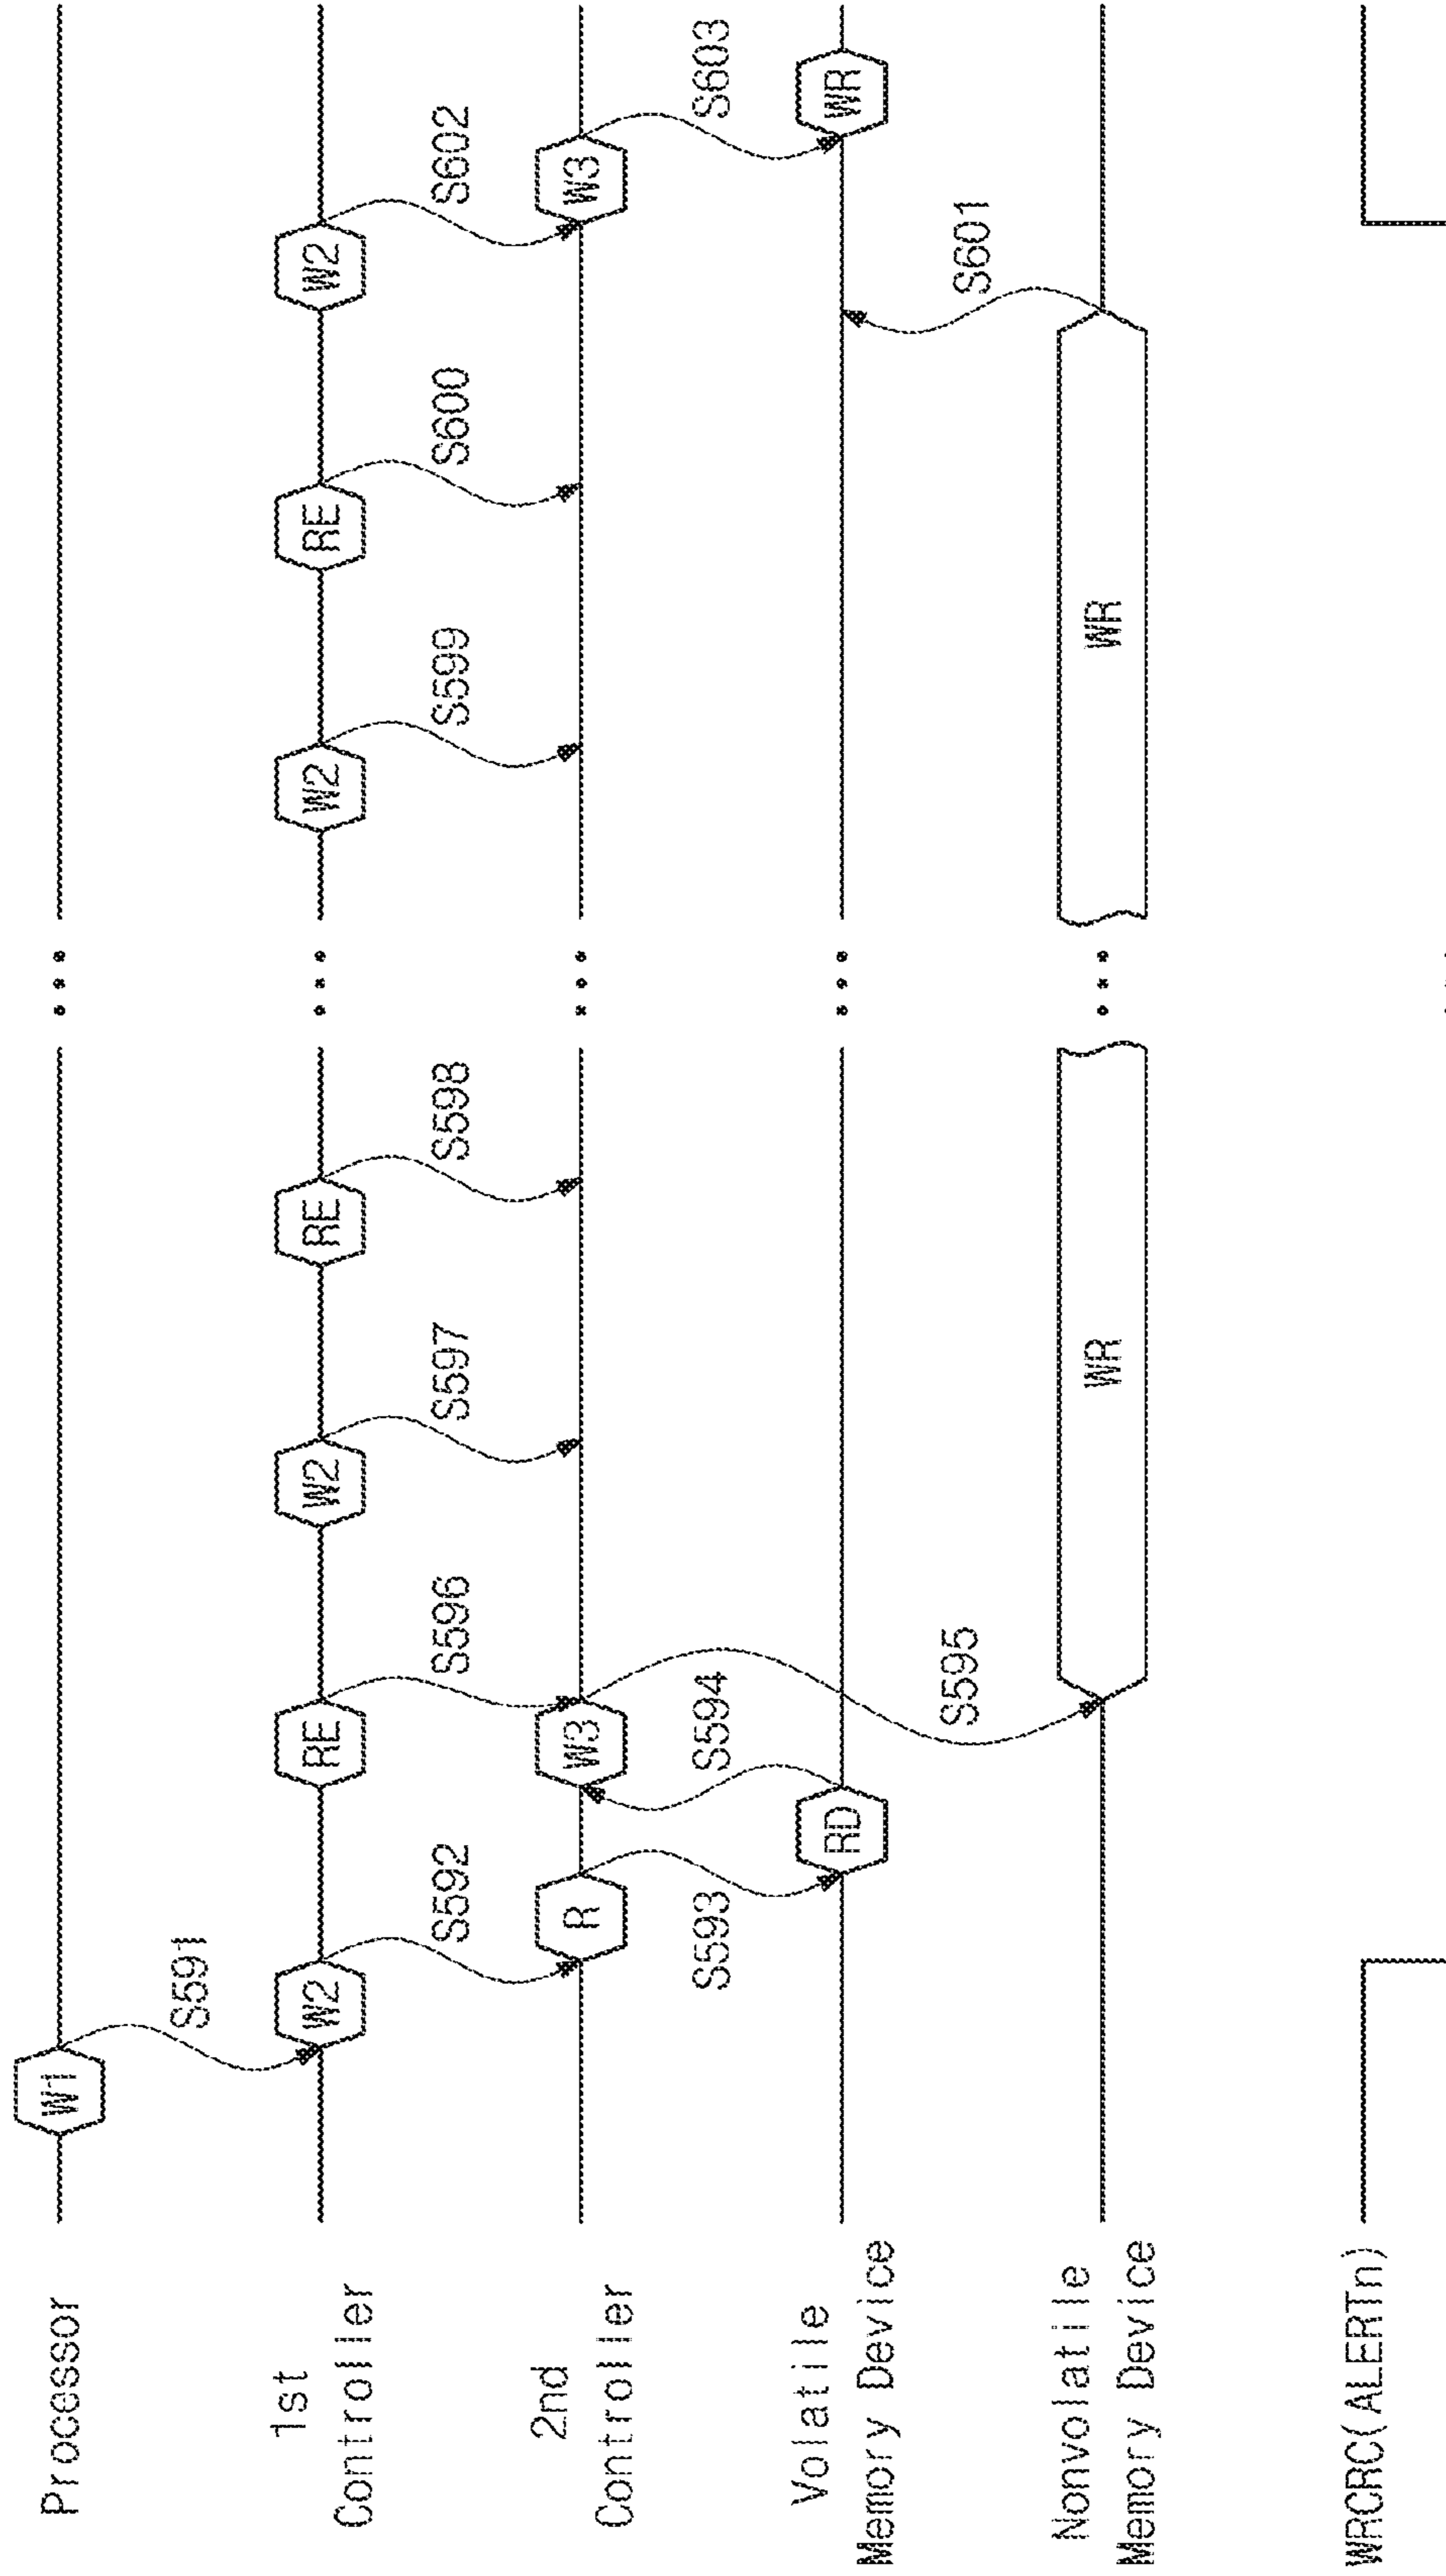 Processor
W1
S591
1st
Controller
W2
S592
RE
S596
W2
S597
RE
S598
W2
S599
RE
S600
W2
S602
2nd
Controller
R
S593
W3
S594
W3
S603
Volatile
Memory Device
RD
S595
S601
WR
Nonvolatile
Memory Device
WR
WR
WRCRC(ALERTn)